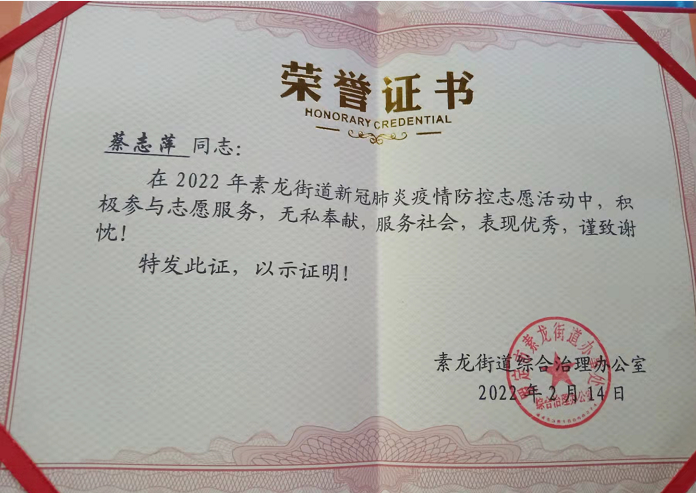 荣誉证书
HONORARY CREDENTIAL
蔡志萍 同志：
在 2022 年素龙街道新冠肺炎疫情防控志愿活动中，积
极参与志愿服务，无私奉献，服务社会，表现优秀，谨致谢
忱！
特发此证，以示证明！
素龙街道综合治理办公室
2022 年 2 月 14 日
罗定市素龙街道办事处
综合治理办公室